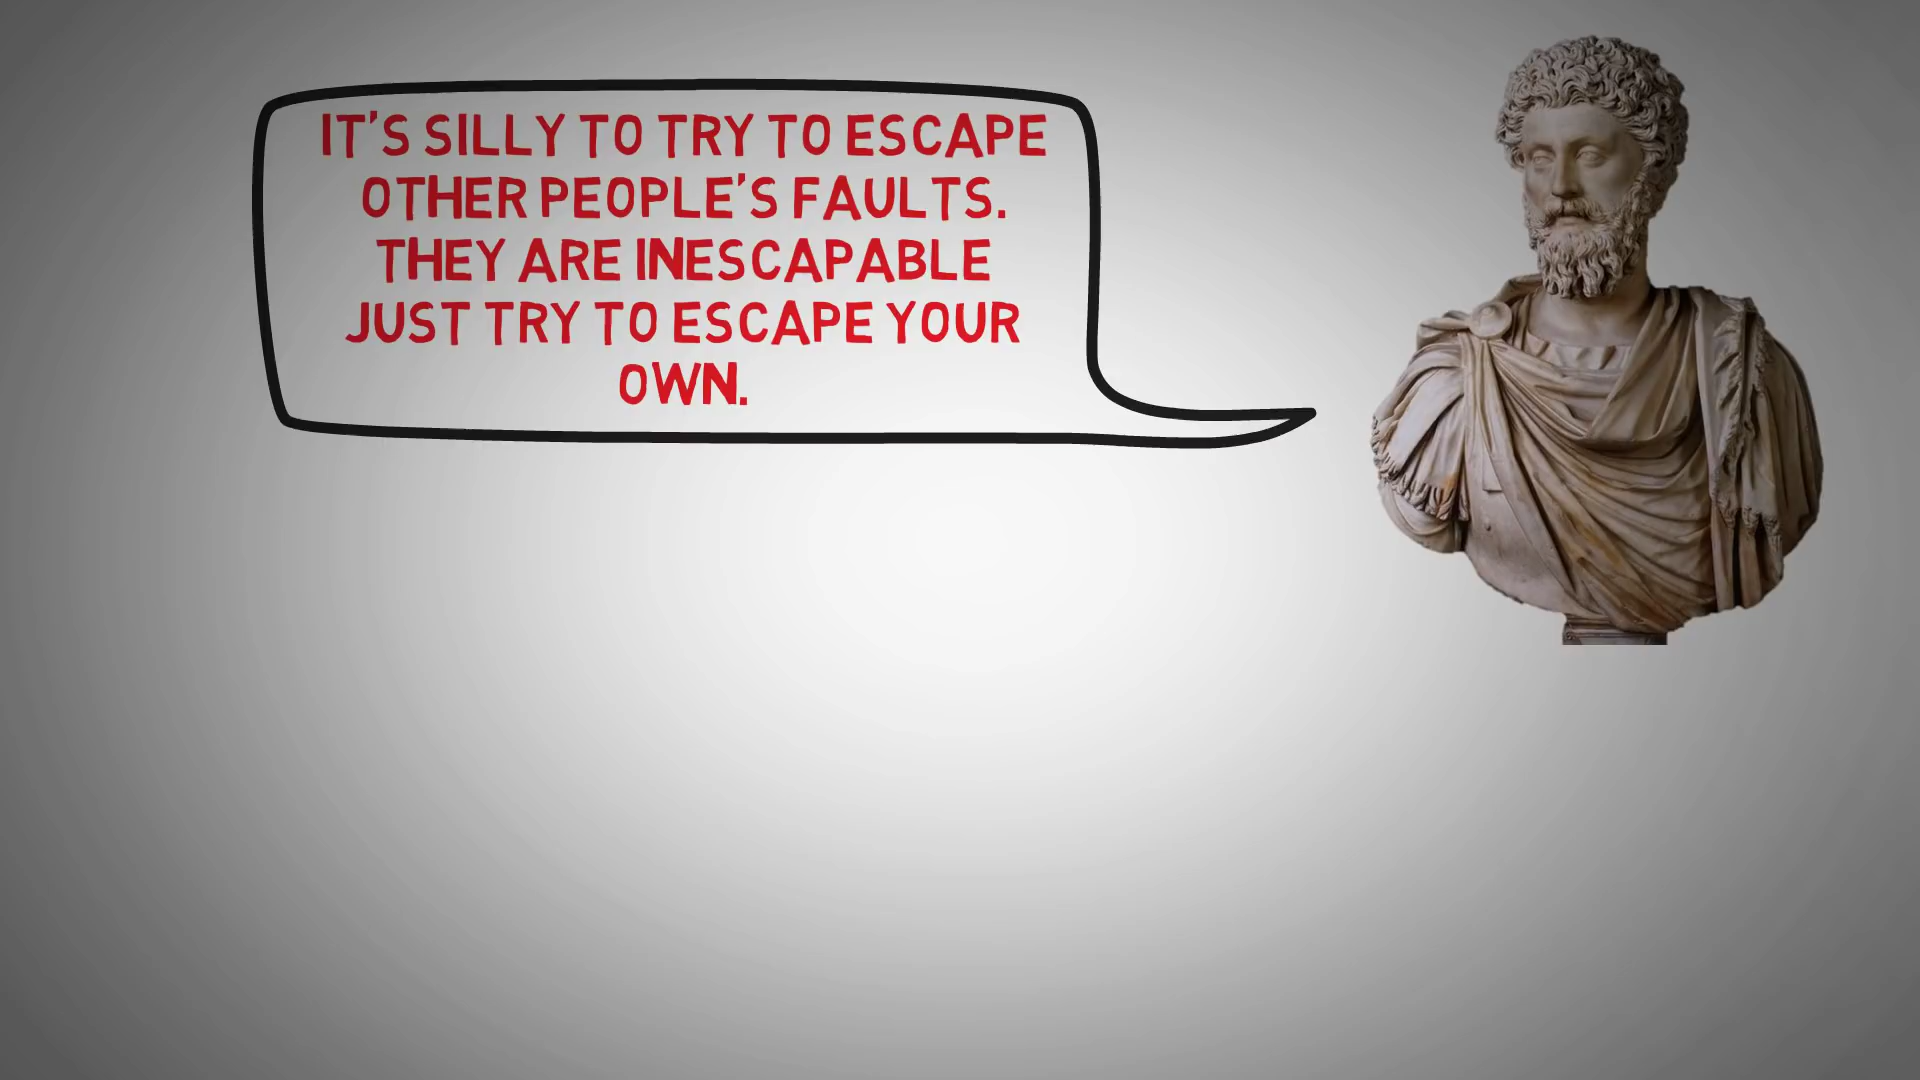 IT'S SILLY TO TRY TO ESCAPE
OTHER PEOPLE'S FAULTS.
THEY ARE INESCAPABLE
JUST TRY TO ESCAPE YOUR
OWN.